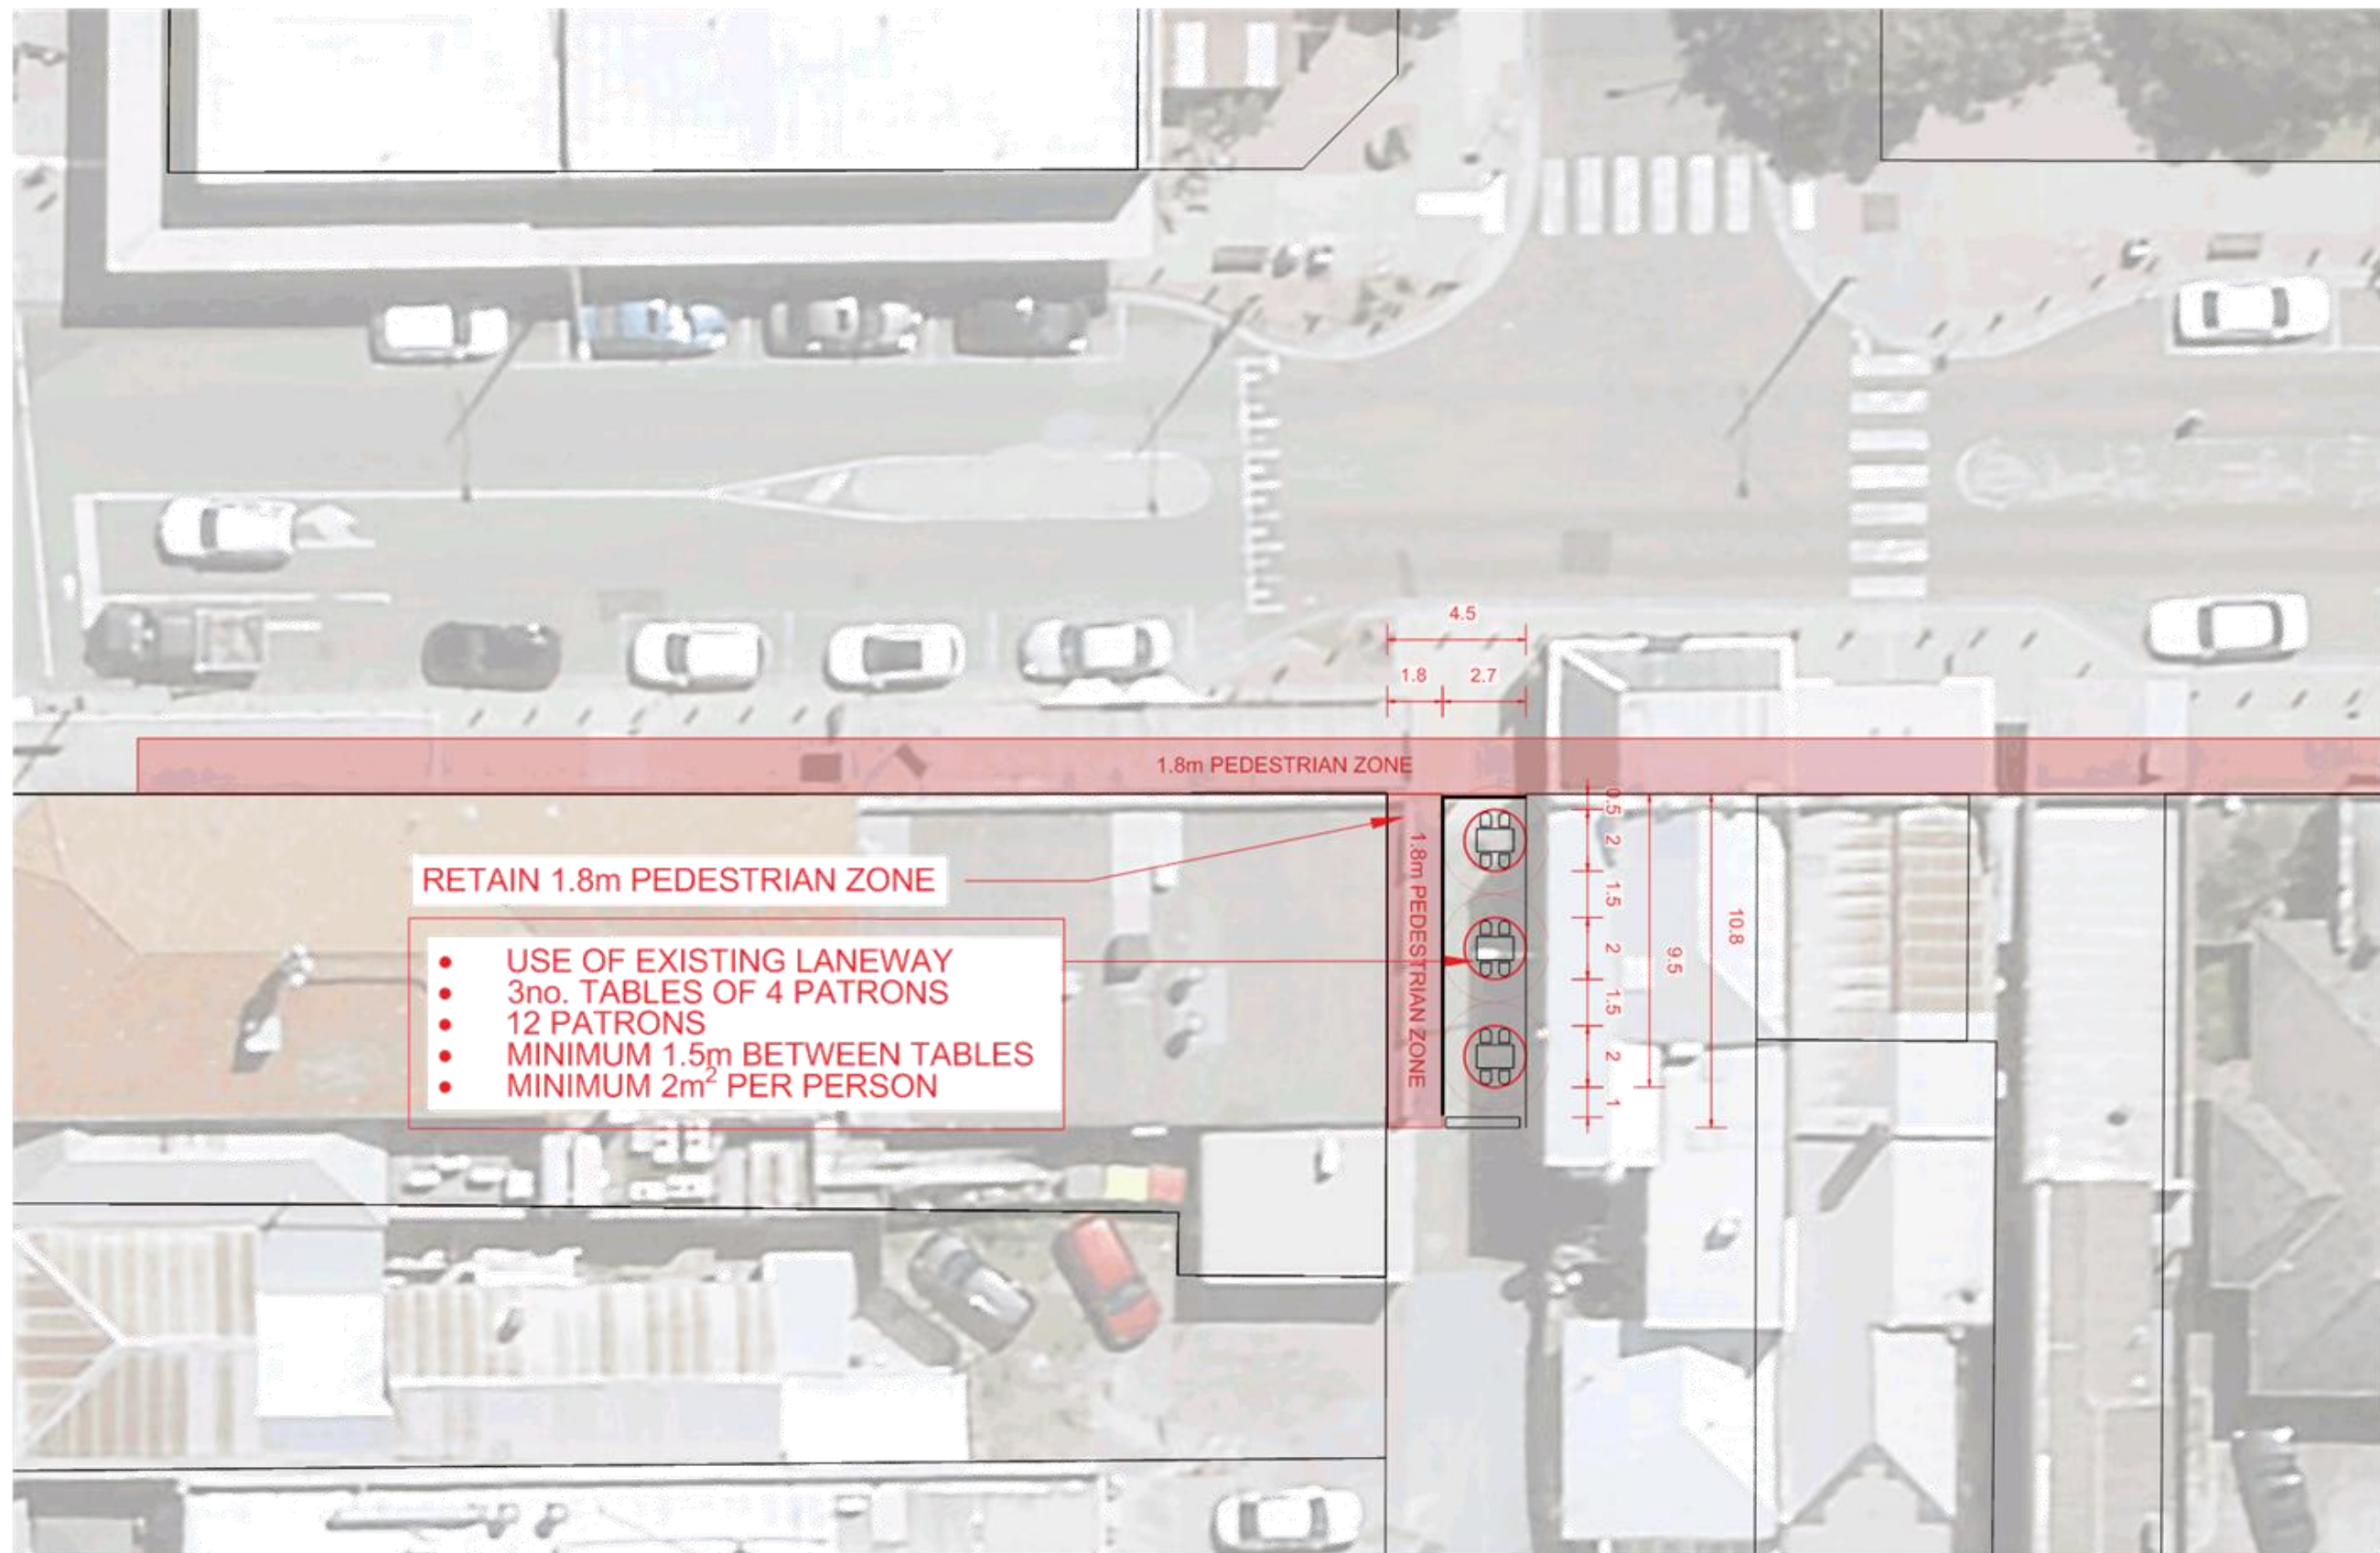 4.5
1.8 2.7
1.8m PEDESTRIAN ZONE
RETAIN 1.8m PEDESTRIAN ZONE
• USE OF EXISTING LANEWAY
• 3no. TABLES OF 4 PATRONS
• 12 PATRONS
• MINIMUM 1.5m BETWEEN TABLES
• MINIMUM 2m² PER PERSON
1.8m PEDESTRIAN ZONE
0.5
2
1.5
2
1.5
2
1
9.5
10.8